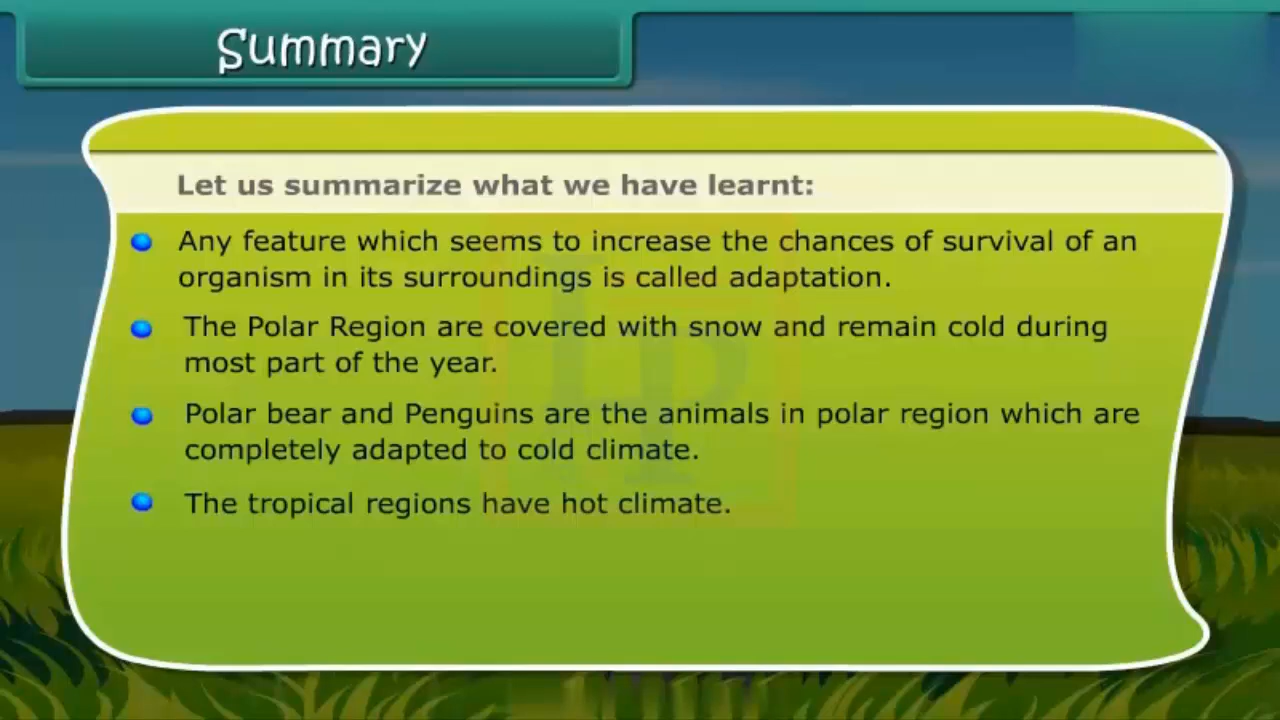 Summary
Let us summarize what we have learnt:
Any feature which seems to increase the chances of survival of an
organism in its surroundings is called adaptation.
The Polar Region are covered with snow and remain cold during
most part of the year.
Polar bear and Penguins are the animals in polar region which are
completely adapted to cold climate.
The tropical regions have hot climate.